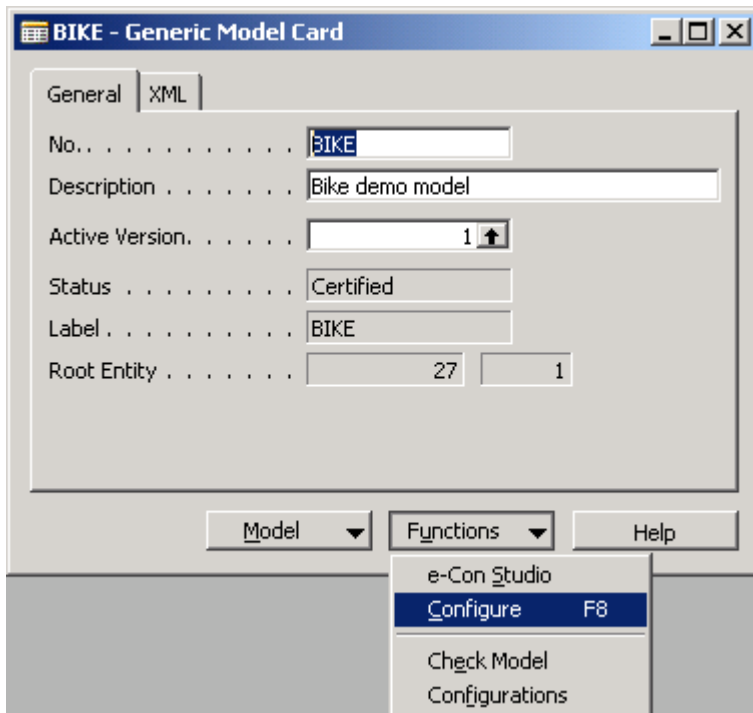 BIKE - Generic Model Card
General XML
No. . . . . . . . . . . . BIKE
Description . . . . . . . Bike demo model
Active Version. . . . . . 1
Status . . . . . . . . . Certified
Label . . . . . . . . . . BIKE
Root Entity . . . . . . . 27 1
Model Functions Help
e-Con Studio
Configure F8
Check Model
Configurations